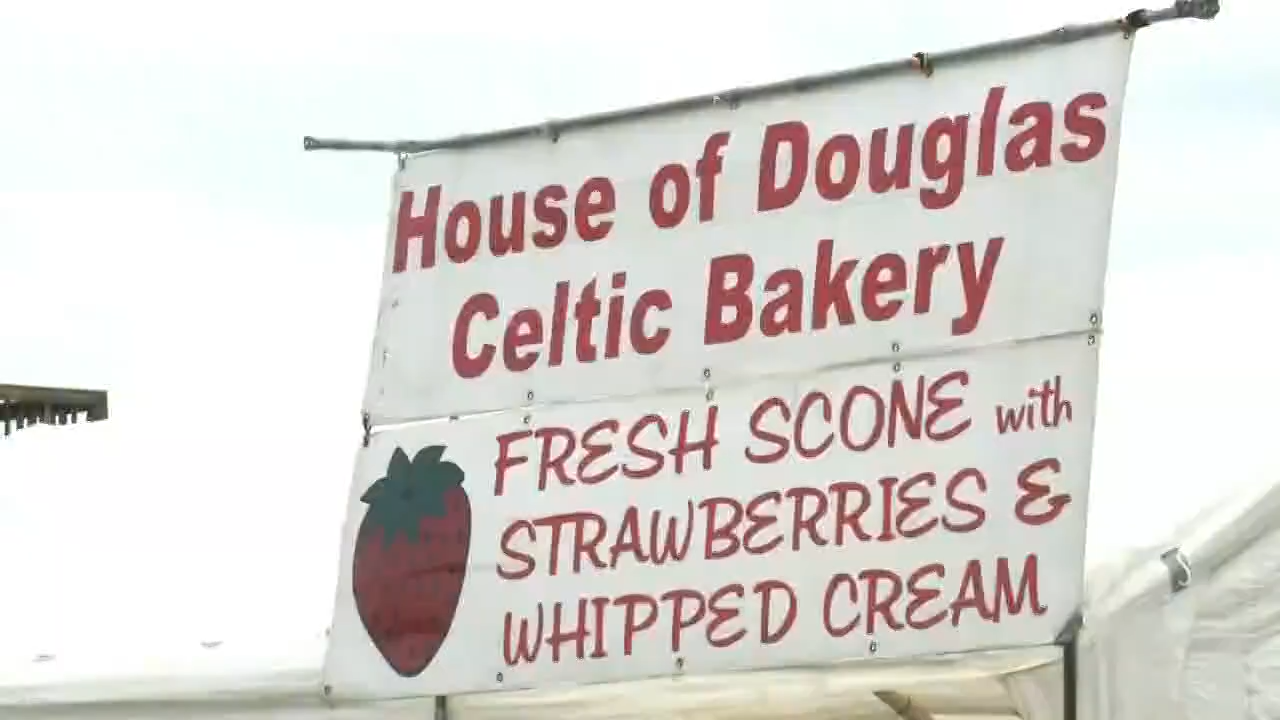 House of Douglas
Celtic Bakery
FRESH SCONE with
STRAWBERRIES &
WHIPPED CREAM